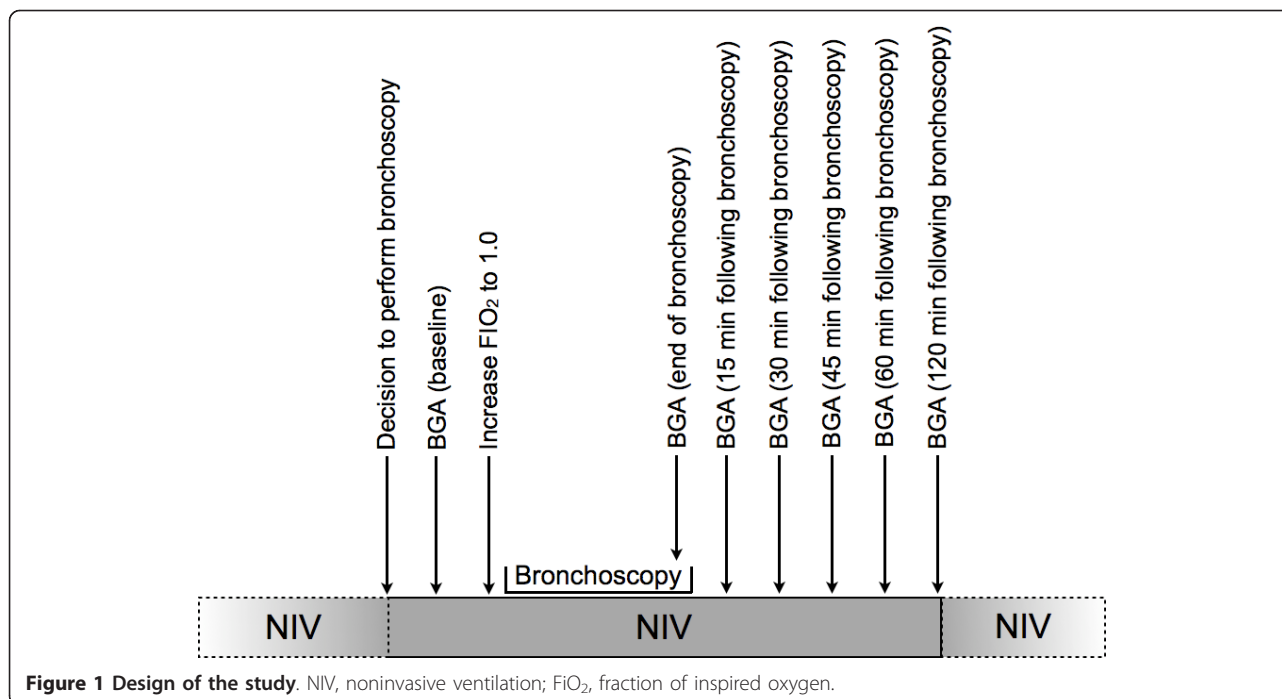 Decision to perform bronchoscopy
BGA (baseline)
Increase FIO₂ to 1.0
BGA (end of bronchoscopy)
BGA (15 min following bronchoscopy)
BGA (30 min following bronchoscopy)
BGA (45 min following bronchoscopy)
BGA (60 min following bronchoscopy)
BGA (120 min following bronchoscopy)
Bronchoscopy
NIV
NIV
NIV
Figure 1 Design of the study. NIV, noninvasive ventilation; FiO₂, fraction of inspired oxygen.